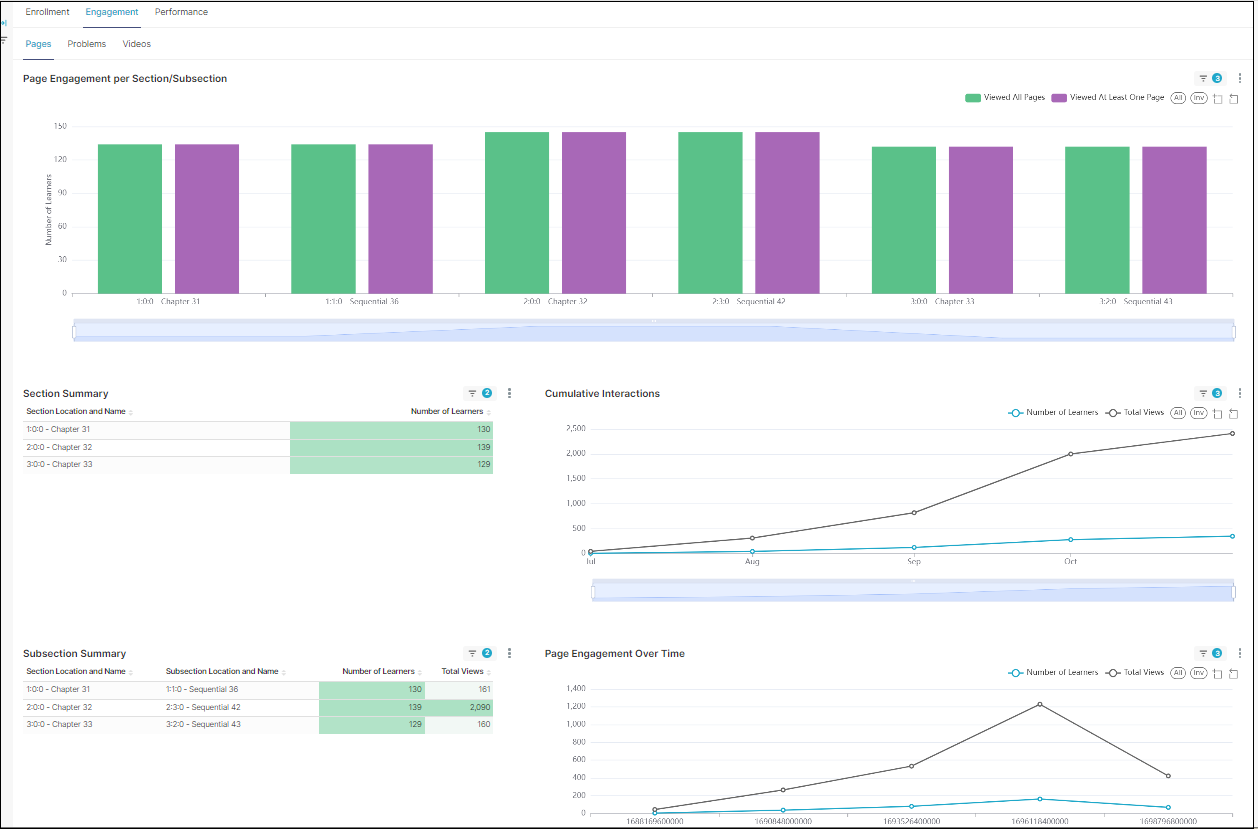 Enrollment Engagement Performance
Pages Problems Videos
Page Engagement per Section/Subsection
3
Viewed All Pages Viewed At Least One Page All Inv
Number of Learners
150
120
90
60
30
0
1:0:0 - Chapter 31 1:1:0 - Sequential 36 2:0:0 - Chapter 32 2:3:0 - Sequential 42 3:0:0 - Chapter 33 3:2:0 - Sequential 43
Section Summary
2
Section Location and Name Number of Learners
1:0:0 - Chapter 31 130
2:0:0 - Chapter 32 139
3:0:0 - Chapter 33 129
Cumulative Interactions
3
Number of Learners Total Views All Inv
2,500
2,000
1,500
1,000
500
0
Jul Aug Sep Oct
Subsection Summary
2
Section Location and Name Subsection Location and Name Number of Learners Total Views
1:0:0 - Chapter 31 1:1:0 - Sequential 36 130 161
2:0:0 - Chapter 32 2:3:0 - Sequential 42 139 2,090
3:0:0 - Chapter 33 3:2:0 - Sequential 43 129 160
Page Engagement Over Time
3
Number of Learners Total Views All Inv
1,400
1,200
1,000
800
600
400
200
0
1688169600000 1690848000000 1693526400000 1696118400000 1698796800000